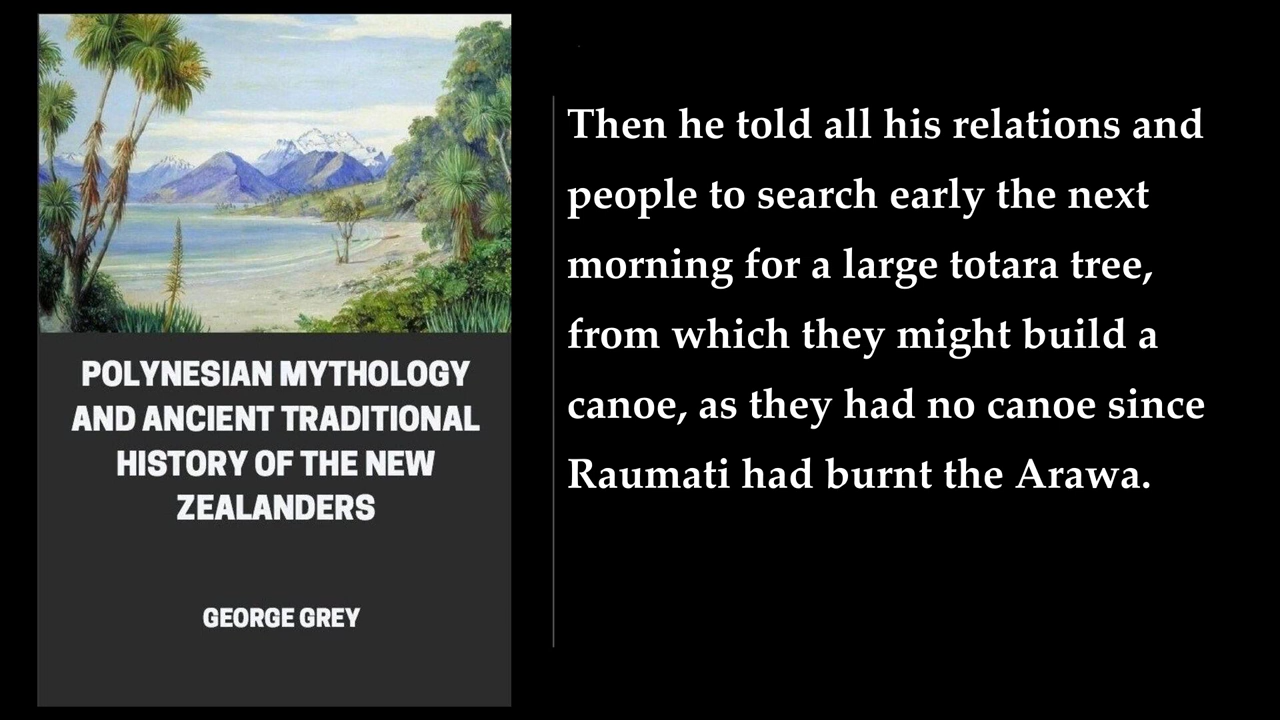 POLYNESIAN MYTHOLOGY
AND ANCIENT TRADITIONAL
HISTORY OF THE NEW
ZEALANDERS
GEORGE GREY
Then he told all his relations and
people to search early the next
morning for a large totara tree,
from which they might build a
canoe, as they had no canoe since
Raumati had burnt the Arawa.